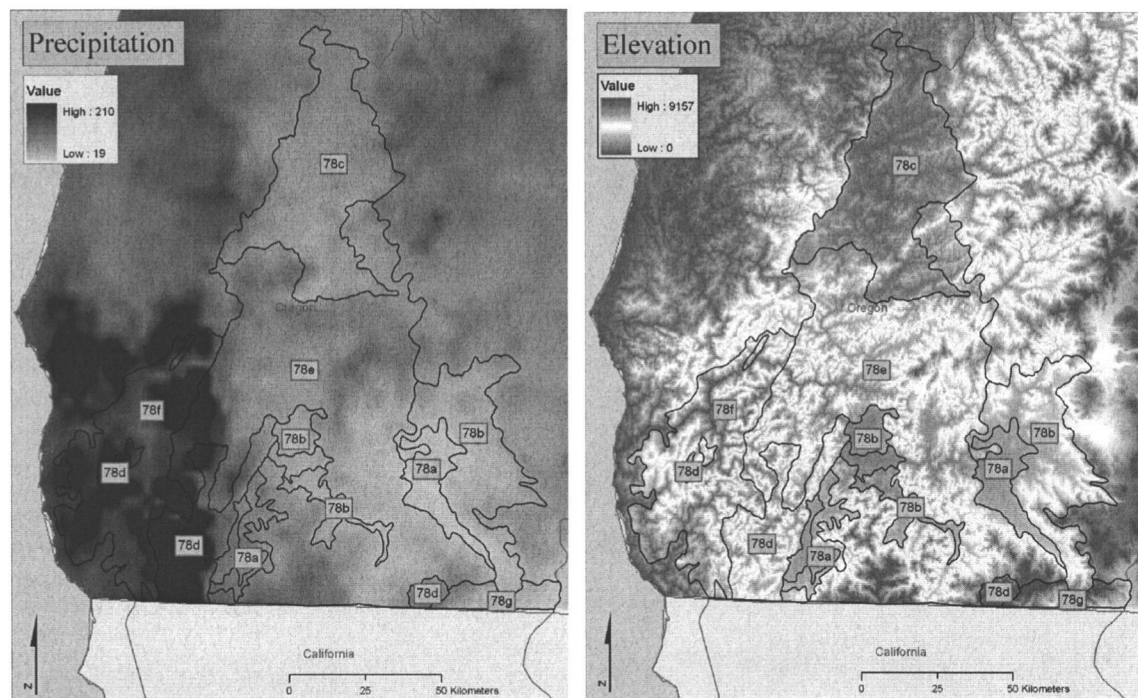 Precipitation
Value
High : 210
Low : 19
78c
Oregon
78e
78f
78b
78b
78d
78a
78b
78d
78a
78d
78g
California
N
0 25 50 Kilometers
Elevation
Value
High : 9157
Low : 0
78c
Oregon
78e
78f
78b
78b
78d
78a
78b
78d
78a
78d
78g
California
N
0 25 50 Kilometers